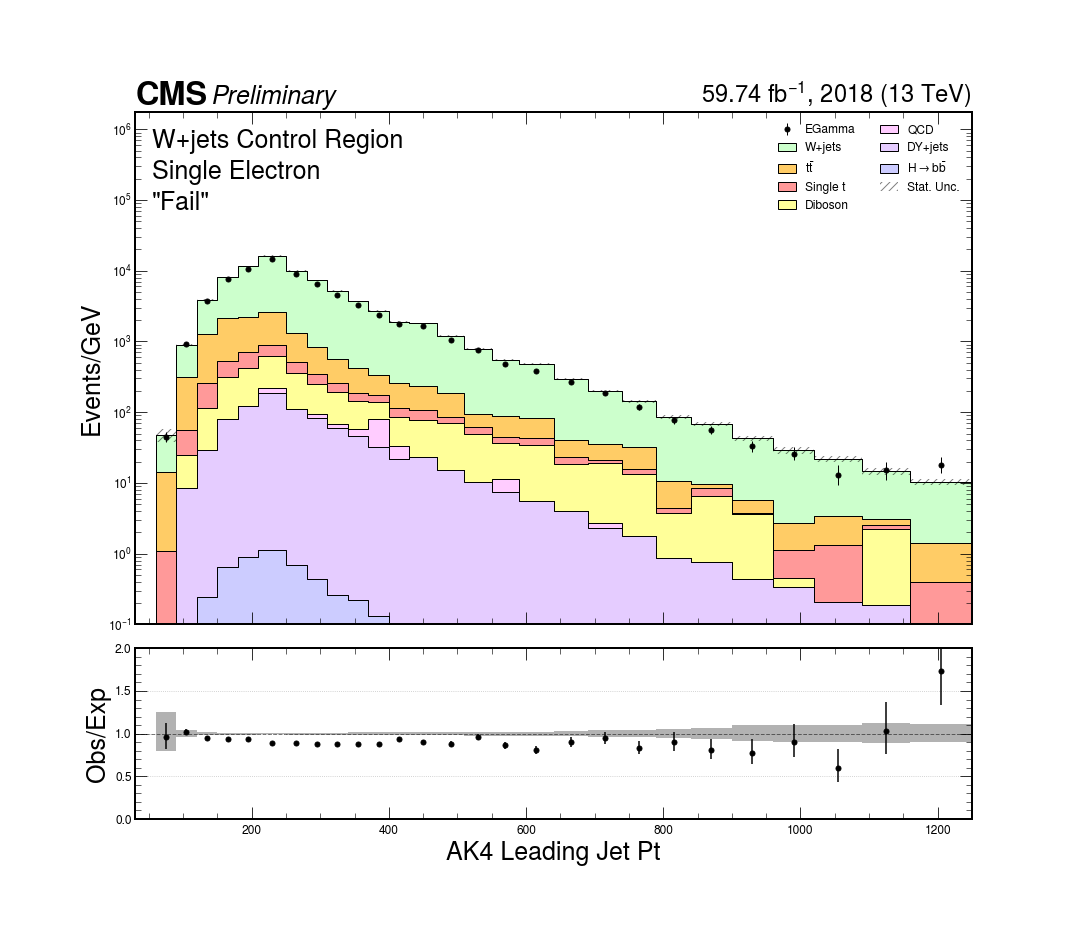 CMS Preliminary 59.74 fb⁻¹, 2018 (13 TeV)
W+jets Control Region
Single Electron
"Fail"
EGamma
W+jets
tt̄
Single t
Diboson
QCD
DY+jets
H→bb̄
Stat. Unc.
Events/GeV
10⁶
10⁵
10⁴
10³
10²
10¹
10⁰
10⁻¹
Obs/Exp
2.0
1.5
1.0
0.5
0.0
200 400 600 800 1000 1200
AK4 Leading Jet Pt